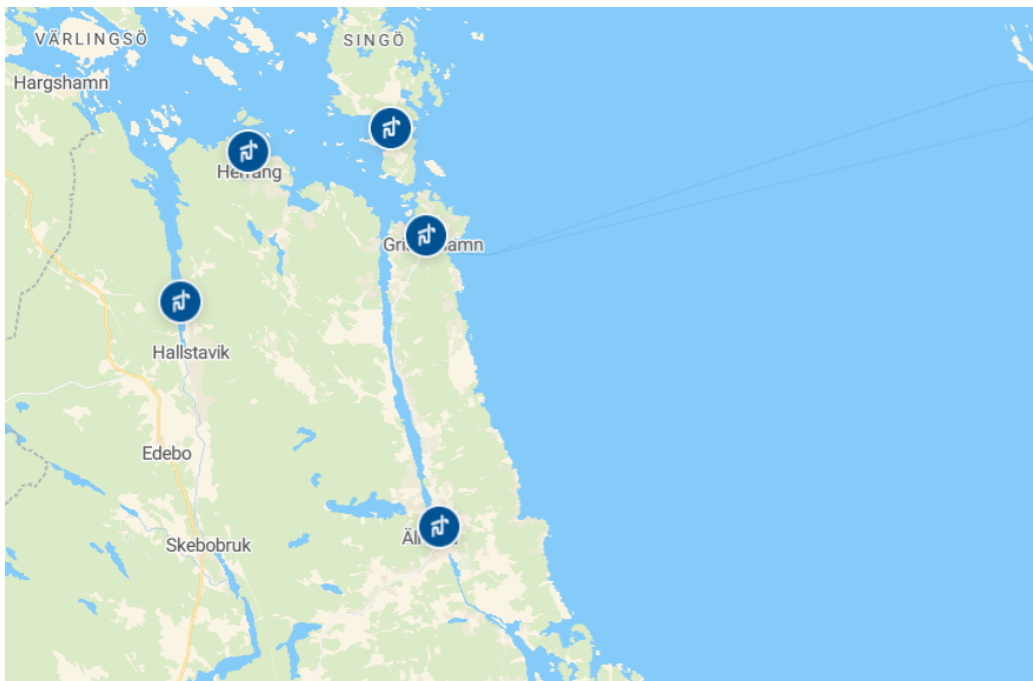 VÄRLINGSÖ
SINGÖ
Hargshamn
Hallstavik
Edebo
Skebobruk